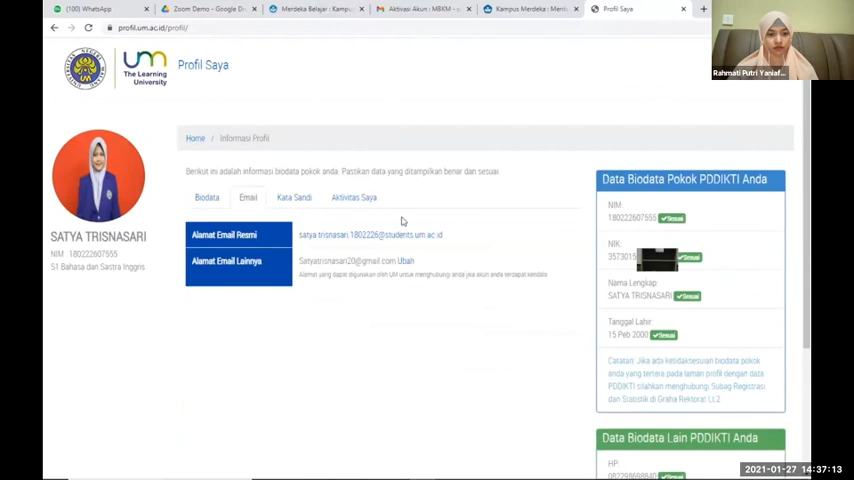 (100) WhatsApp
Zoom Demo - Google Dr
Merdeka Belajar : Kampus
Aktivasi Akun : MBKM - s
Kampus Merdeka : Menu
Profil Saya
profil.um.ac.id/profil/
Rahmati Putri Yaniaf...
um
The Learning
University
Profil Saya
Home / Informasi Profil
Berikut ini adalah informasi biodata pokok anda. Pastikan data yang ditampilkan benar dan sesuai
Biodata
Email
Kata Sandi
Aktivitas Saya
Alamat Email Resmi
satya trisnasari.1802226@students.um.ac.id
Alamat Email Lainnya
Satyatrisnasari20@gmail.com Ubah
Alamat yang dapat digunakan oleh UM untuk menghubungi anda jika akun anda terdapat kendala
SATYA TRISNASARI
NIM : 180222607555
S1 Bahasa dan Sastra Inggris
Data Biodata Pokok PDDIKTI Anda
NIM:
180222607555 Sesuai
NIK:
3573015 Sesuai
Nama Lengkap:
SATYA TRISNASARI Sesuai
Tanggal Lahir:
15 Peb 2000 Sesuai
Catatan: Jika ada ketidaksesuaian biodata pokok
anda yang tertera pada laman profil dengan data
PDDIKTI silahkan menghubungi Subag Registrasi
dan Statistik di Graha Rektorat Lt.2
Data Biodata Lain PDDIKTI Anda
HP:
082298698840 Sesuai
2021-01-27 14:37:13